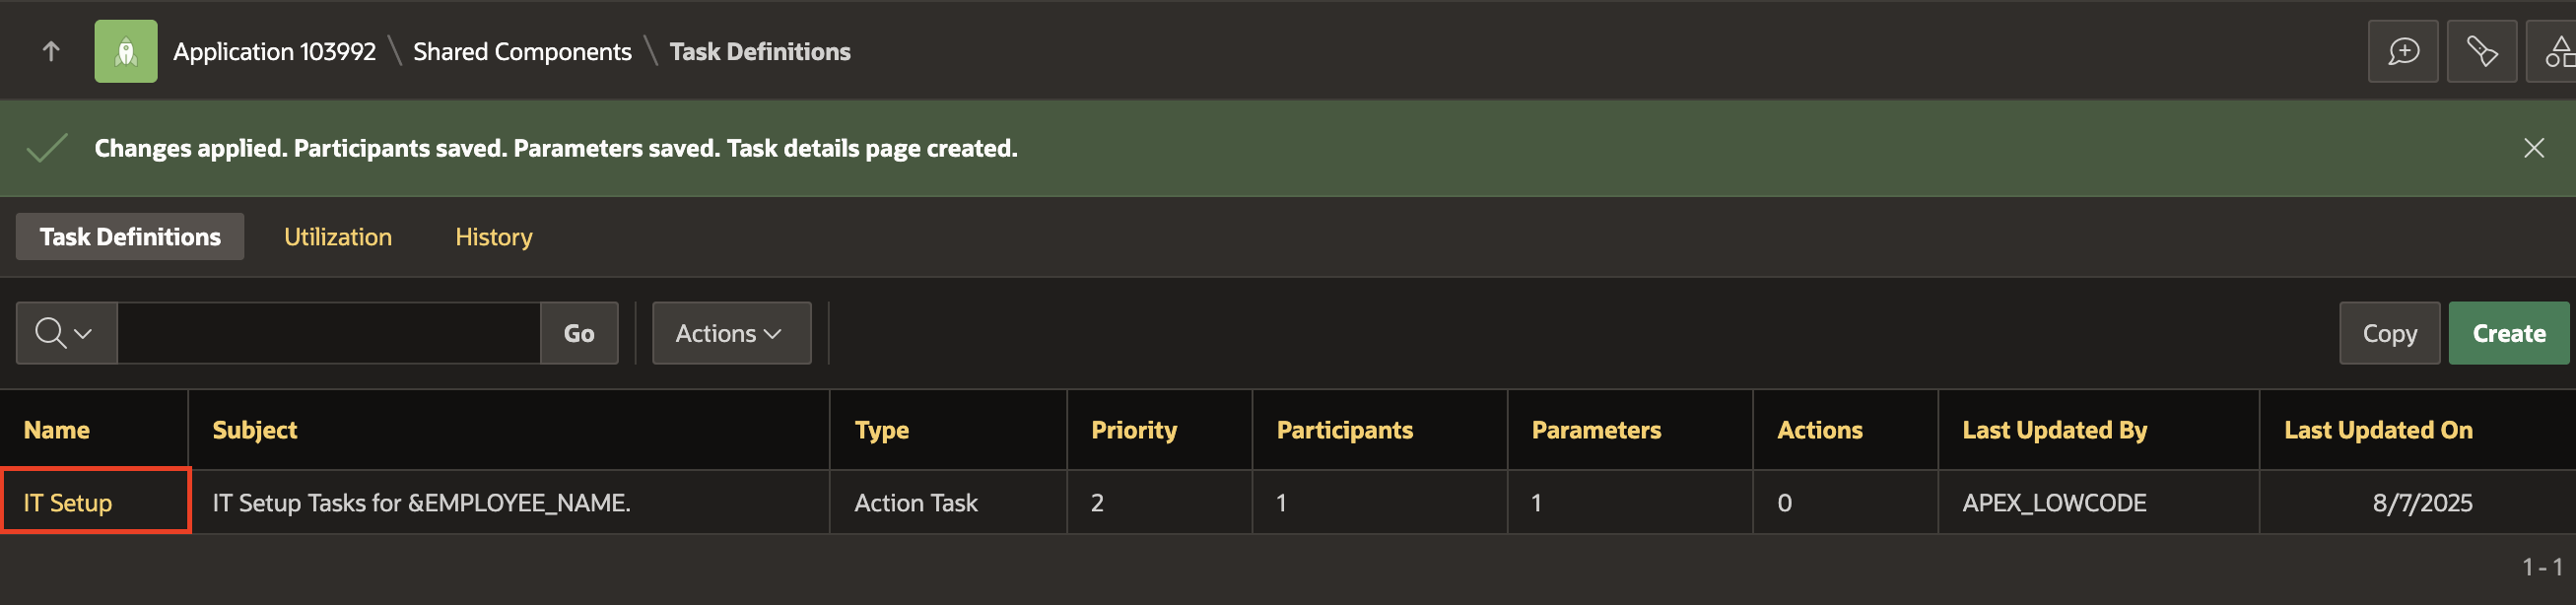 Application 103992 \ Shared Components \ Task Definitions
Changes applied. Participants saved. Parameters saved. Task details page created.
Task Definitions Utilization History
Go Actions Copy Create
Name Subject Type Priority Participants Parameters Actions Last Updated By Last Updated On
IT Setup IT Setup Tasks for &EMPLOYEE_NAME. Action Task 2 1 1 0 APEX_LOWCODE 8/7/2025
1 - 1